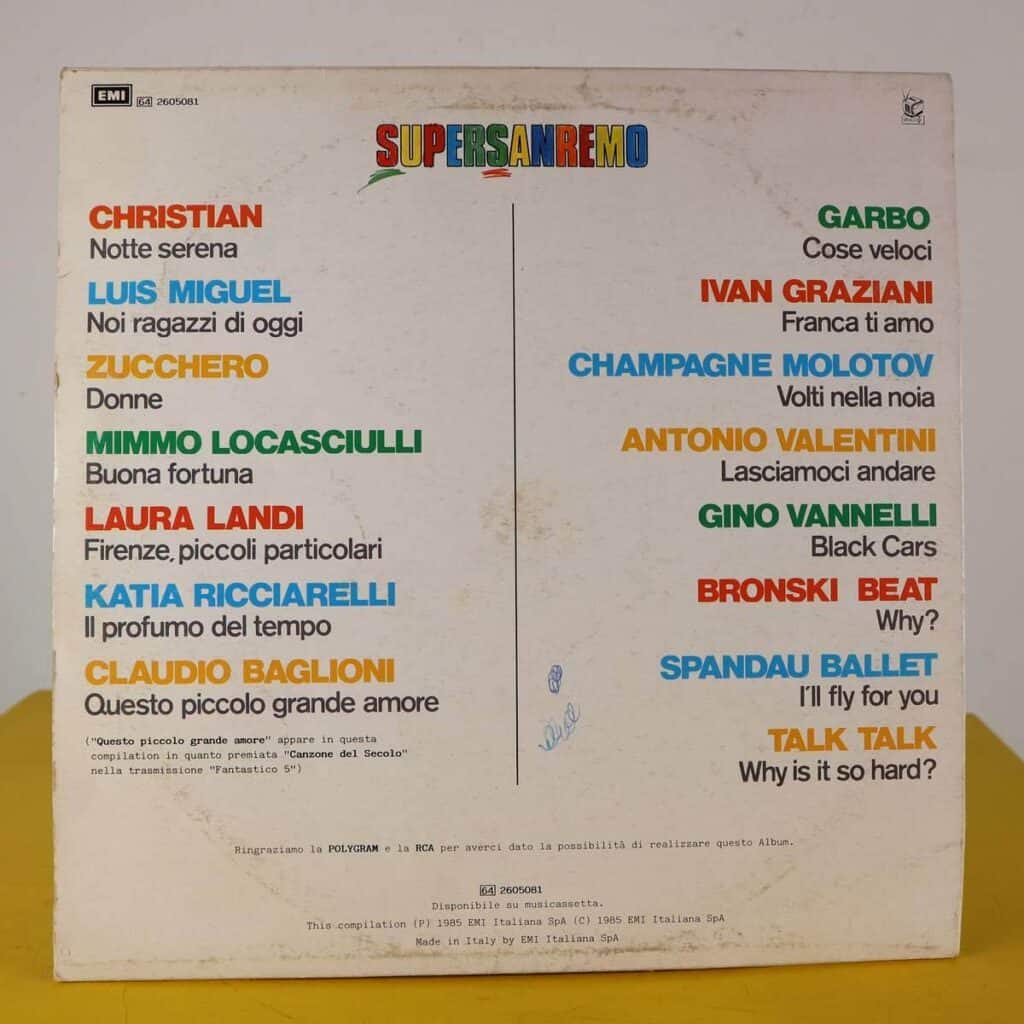 EMI 64 2605081
SUPERSANREMO
CHRISTIAN
Notte serena
LUIS MIGUEL
Noi ragazzi di oggi
ZUCCHERO
Donne
MIMMO LOCASCIULLI
Buona fortuna
LAURA LANDI
Firenze, piccoli particolari
KATIA RICCIARELLI
Il profumo del tempo
CLAUDIO BAGLIONI
Questo piccolo grande amore
("Questo piccolo grande amore" appare in questa
compilation in quanto premiata "Canzone del Secolo"
nella trasmissione "Fantastico 5")
GARBO
Cose veloci
IVAN GRAZIANI
Franca ti amo
CHAMPAGNE MOLOTOV
Volti nella noia
ANTONIO VALENTINI
Lasciamoci andare
GINO VANNELLI
Black Cars
BRONSKI BEAT
Why?
SPANDAU BALLET
I'll fly for you
TALK TALK
Why is it so hard?
Ringraziamo la POLYGRAM e la RCA per averci dato la possibilità di realizzare questo Album.
64 2605081
Disponibile su musicassetta.
This compilation (P) 1985 EMI Italiana SpA (C) 1985 EMI Italiana SpA
Made in Italy by EMI Italiana SpA